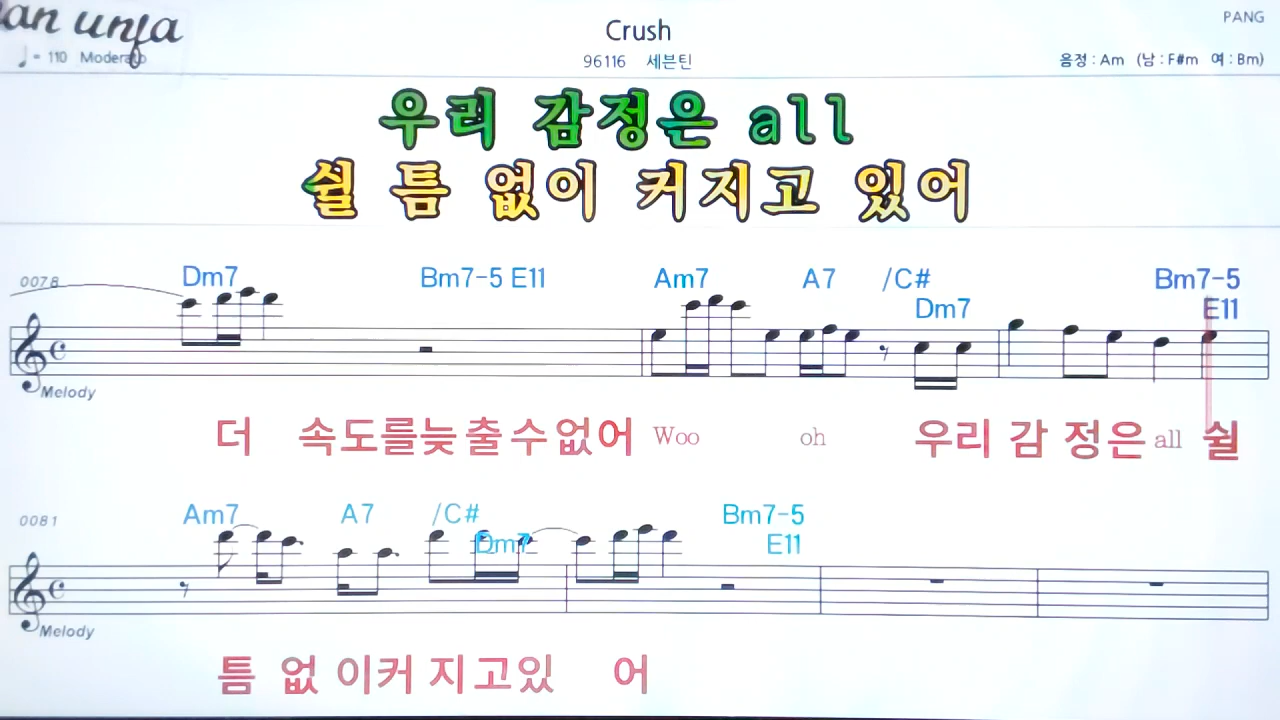 an unfa
Crush
PANG
♩ = 110 Moderato
96116 세븐틴
음정 : Am (남 : F#m 여 : Bm)
우리 감정은 all
쉴 틈 없이 커지고 있어
0078
Dm7 Bm7-5 E11 Am7 A7 /C# Bm7-5
Dm7 E11
Melody
더 속도를늦출수없어 Woo oh 우리 감 정은 all 쉴
0081
Am7 A7 /C# Bm7-5
Dm7 E11
Melody
틈 없 이커 지고있 어